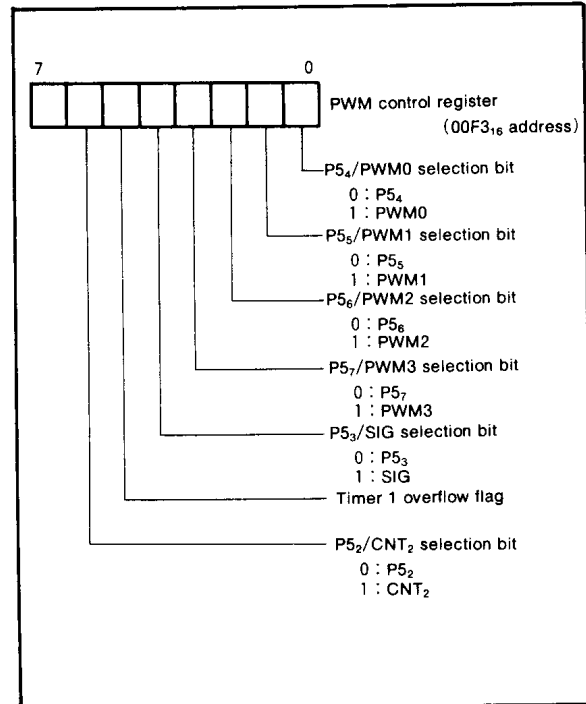 7 0
PWM control register
(00F3₁₆ address)
P5₄/PWM0 selection bit
0 : P5₄
1 : PWM0
P5₅/PWM1 selection bit
0 : P5₅
1 : PWM1
P5₆/PWM2 selection bit
0 : P5₆
1 : PWM2
P5₇/PWM3 selection bit
0 : P5₇
1 : PWM3
P5₃/SIG selection bit
0 : P5₃
1 : SIG
Timer 1 overflow flag
P5₂/CNT₂ selection bit
0 : P5₂
1 : CNT₂